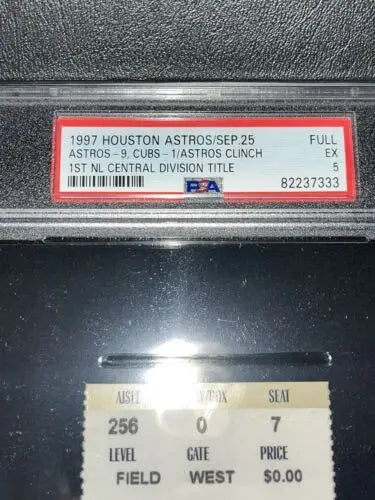 1997 HOUSTON ASTROS/SEP.25 FULL
ASTROS-9, CUBS-1/ASTROS CLINCH EX
1ST NL CENTRAL DIVISION TITLE 5
PSA 82237333
SEAT
256 0 7
LEVEL GATE PRICE
FIELD WEST $0.00